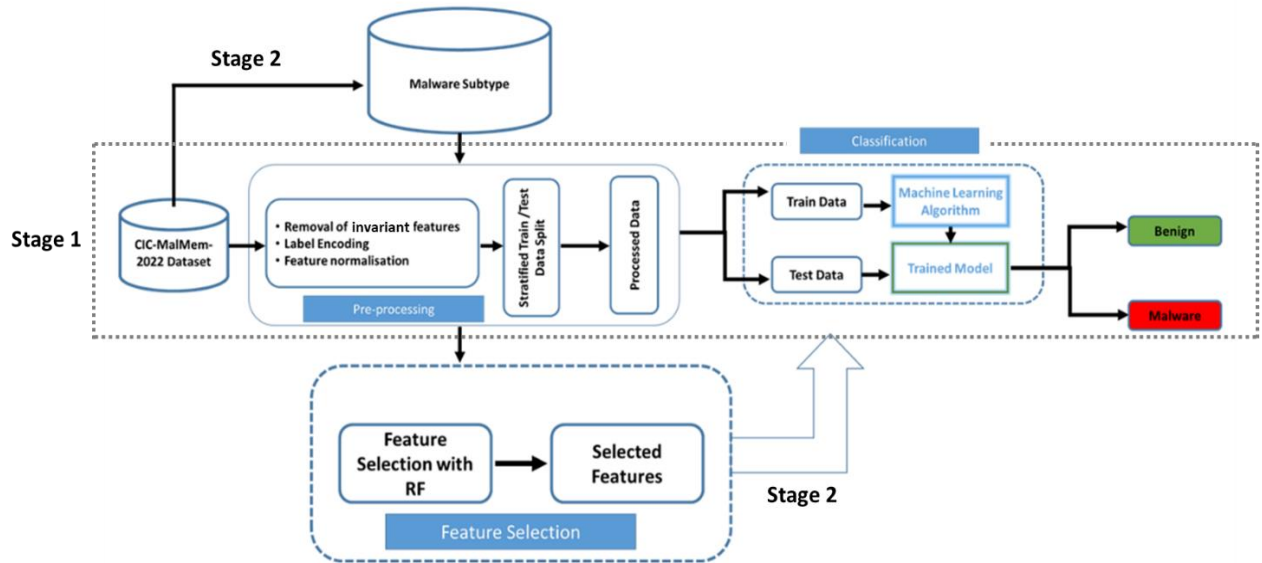 Stage 2
Malware Subtype
Classification
Stage 1
CIC-MalMem-
2022 Dataset
• Removal of invariant features
• Label Encoding
• Feature normalisation
Pre-processing
Stratified Train /Test
Data Split
Processed Data
Train Data
Machine Learning
Algorithm
Test Data
Trained Model
Benign
Malware
Feature
Selection with
RF
Selected
Features
Feature Selection
Stage 2